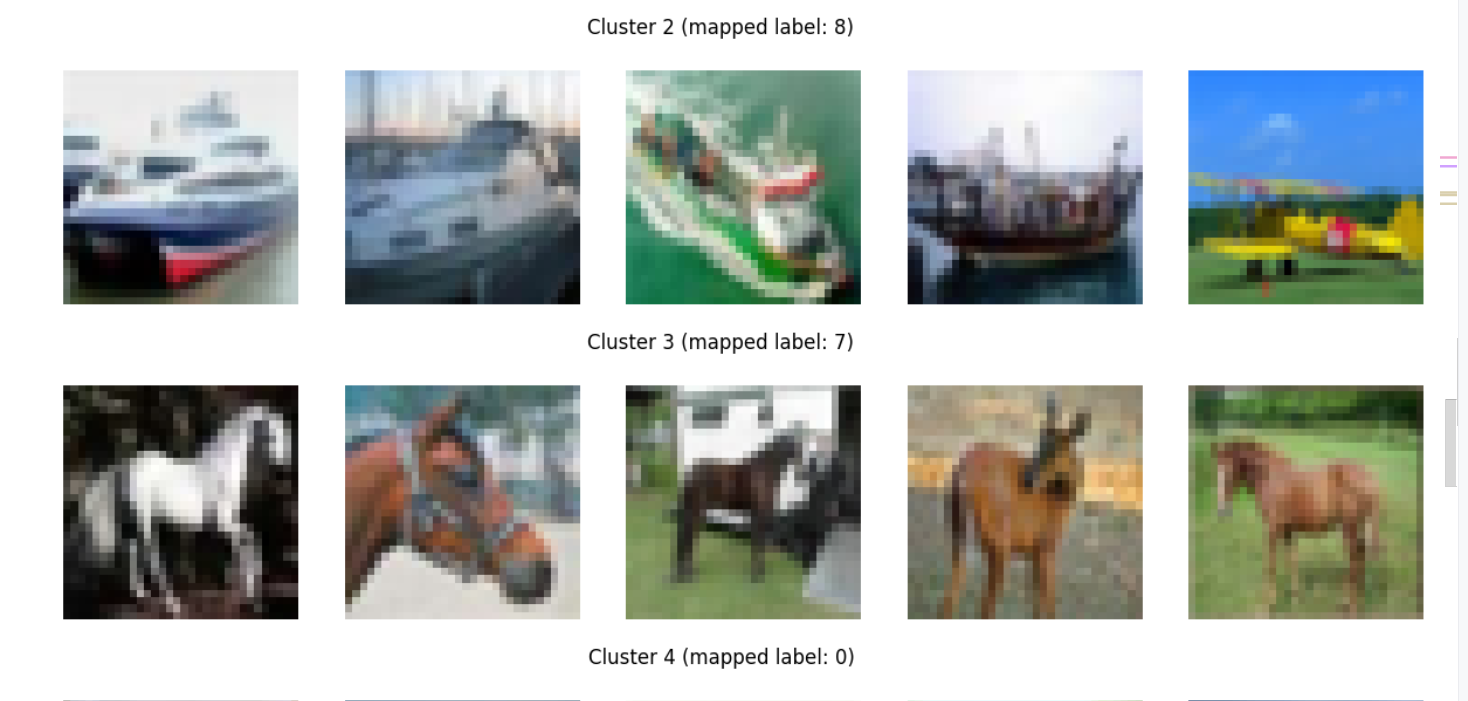 Cluster 2 (mapped label: 8)
Cluster 3 (mapped label: 7)
Cluster 4 (mapped label: 0)